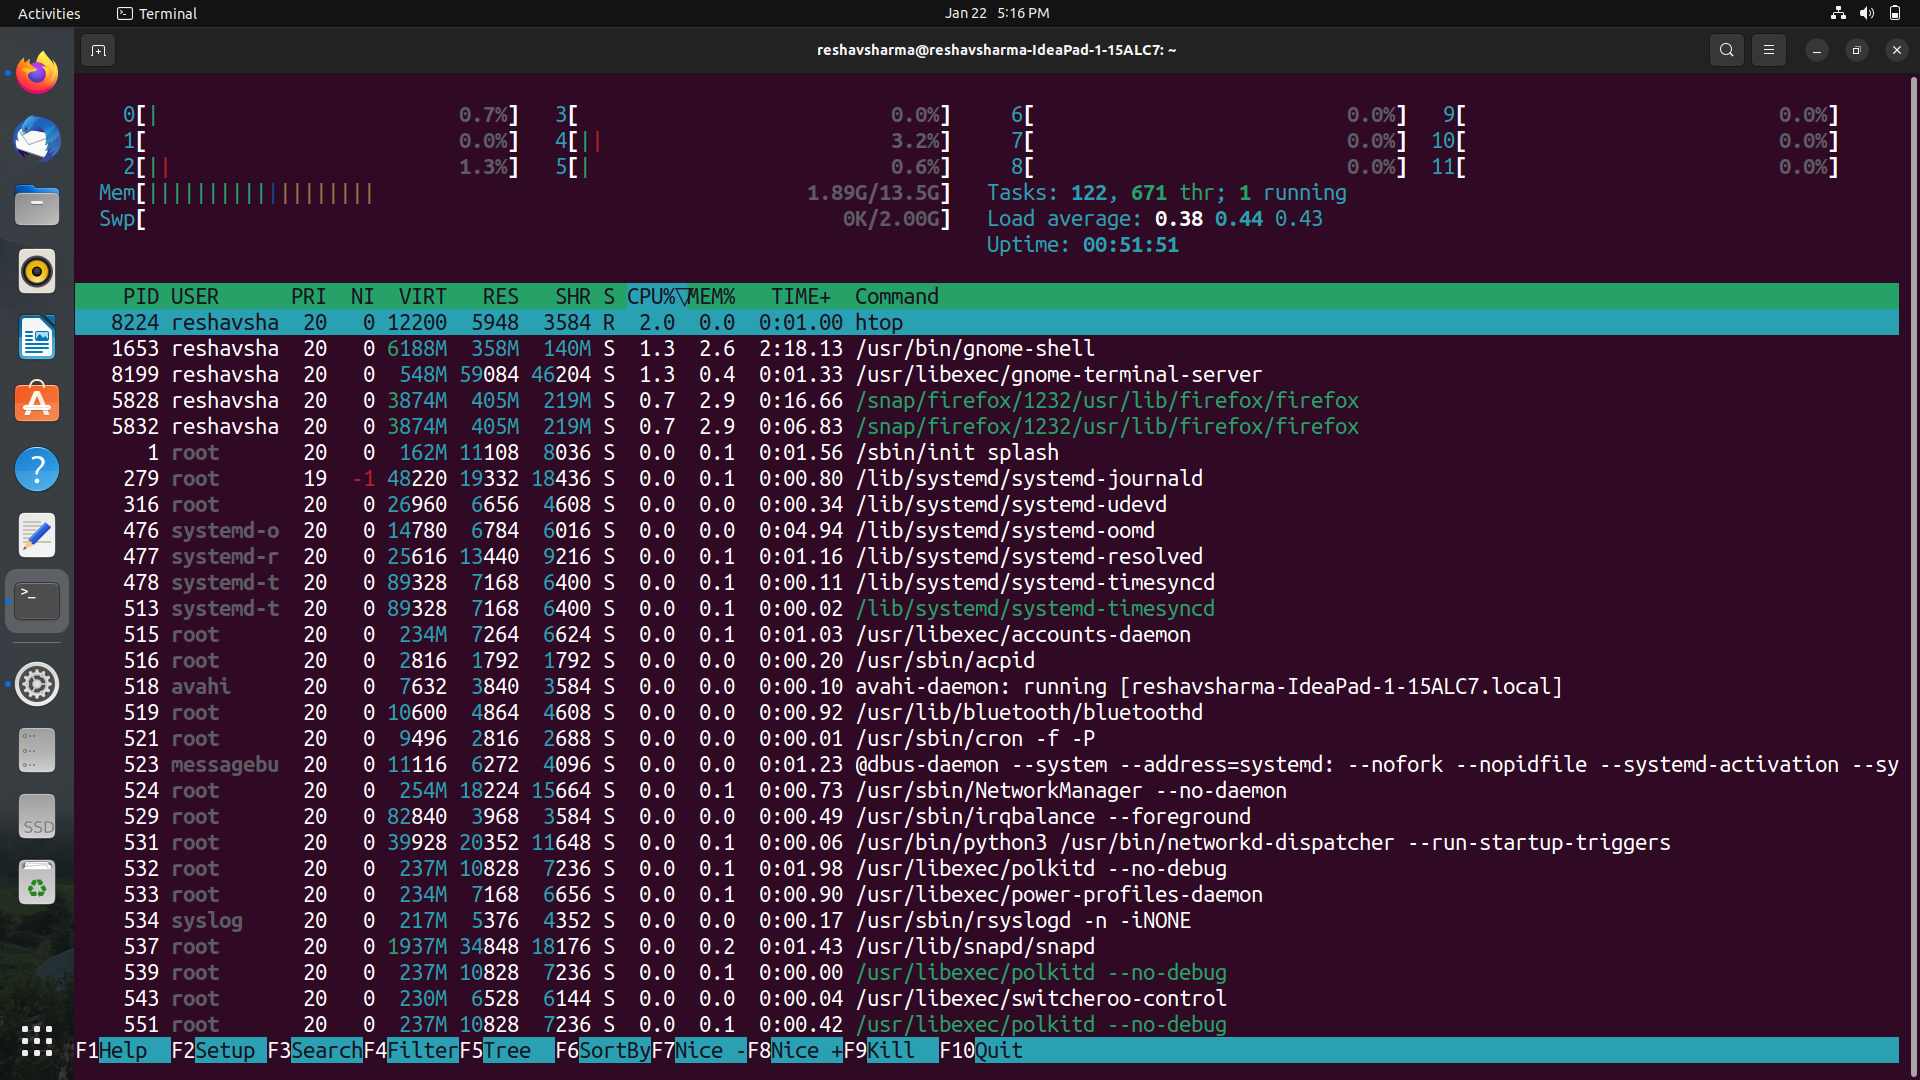 Activities Terminal Jan 22 5:16 PM
reshavsharma@reshavsharma-IdeaPad-1-15ALC7: ~
0[| 0.7%] 3[ 0.0%] 6[ 0.0%] 9[ 0.0%]
1[ 0.0%] 4[|| 3.2%] 7[ 0.0%] 10[ 0.0%]
2[|| 1.3%] 5[| 0.6%] 8[ 0.0%] 11[ 0.0%]
Mem[||||||||||||||||||| 1.89G/13.5G] Tasks: 122, 671 thr; 1 running
Swp[ 0K/2.00G] Load average: 0.38 0.44 0.43
Uptime: 00:51:51
PID USER PRI NI VIRT RES SHR S CPU%▽MEM% TIME+ Command
8224 reshavsha 20 0 12200 5948 3584 R 2.0 0.0 0:01.00 htop
1653 reshavsha 20 0 6188M 358M 140M S 1.3 2.6 2:18.13 /usr/bin/gnome-shell
8199 reshavsha 20 0 548M 59084 46204 S 1.3 0.4 0:01.33 /usr/libexec/gnome-terminal-server
5828 reshavsha 20 0 3874M 405M 219M S 0.7 2.9 0:16.66 /snap/firefox/1232/usr/lib/firefox/firefox
5832 reshavsha 20 0 3874M 405M 219M S 0.7 2.9 0:06.83 /snap/firefox/1232/usr/lib/firefox/firefox
1 root 20 0 162M 11108 8036 S 0.0 0.1 0:01.56 /sbin/init splash
279 root 19 -1 48220 19332 18436 S 0.0 0.1 0:00.80 /lib/systemd/systemd-journald
316 root 20 0 26960 6656 4608 S 0.0 0.0 0:00.34 /lib/systemd/systemd-udevd
476 systemd-o 20 0 14780 6784 6016 S 0.0 0.0 0:04.94 /lib/systemd/systemd-oomd
477 systemd-r 20 0 25616 13440 9216 S 0.0 0.1 0:01.16 /lib/systemd/systemd-resolved
478 systemd-t 20 0 89328 7168 6400 S 0.0 0.1 0:00.11 /lib/systemd/systemd-timesyncd
513 systemd-t 20 0 89328 7168 6400 S 0.0 0.1 0:00.02 /lib/systemd/systemd-timesyncd
515 root 20 0 234M 7264 6624 S 0.0 0.1 0:01.03 /usr/libexec/accounts-daemon
516 root 20 0 2816 1792 1792 S 0.0 0.0 0:00.20 /usr/sbin/acpid
518 avahi 20 0 7632 3840 3584 S 0.0 0.0 0:00.10 avahi-daemon: running [reshavsharma-IdeaPad-1-15ALC7.local]
519 root 20 0 10600 4864 4608 S 0.0 0.0 0:00.92 /usr/lib/bluetooth/bluetoothd
521 root 20 0 9496 2816 2688 S 0.0 0.0 0:00.01 /usr/sbin/cron -f -P
523 messagebu 20 0 11116 6272 4096 S 0.0 0.0 0:01.23 @dbus-daemon --system --address=systemd: --nofork --nopidfile --systemd-activation --sy
524 root 20 0 254M 18224 15664 S 0.0 0.1 0:00.73 /usr/sbin/NetworkManager --no-daemon
529 root 20 0 82840 3968 3584 S 0.0 0.0 0:00.49 /usr/sbin/irqbalance --foreground
531 root 20 0 39928 20352 11648 S 0.0 0.1 0:00.06 /usr/bin/python3 /usr/bin/networkd-dispatcher --run-startup-triggers
532 root 20 0 237M 10828 7236 S 0.0 0.1 0:01.98 /usr/libexec/polkitd --no-debug
533 root 20 0 234M 7168 6656 S 0.0 0.1 0:00.90 /usr/libexec/power-profiles-daemon
534 syslog 20 0 217M 5376 4352 S 0.0 0.0 0:00.17 /usr/sbin/rsyslogd -n -iNONE
537 root 20 0 1937M 34848 18176 S 0.0 0.2 0:01.43 /usr/lib/snapd/snapd
539 root 20 0 237M 10828 7236 S 0.0 0.1 0:00.00 /usr/libexec/polkitd --no-debug
543 root 20 0 230M 6528 6144 S 0.0 0.0 0:00.04 /usr/libexec/switcheroo-control
551 root 20 0 237M 10828 7236 S 0.0 0.1 0:00.42 /usr/libexec/polkitd --no-debug
F1Help F2Setup F3SearchF4FilterF5Tree F6SortByF7Nice -F8Nice +F9Kill F10Quit
SSD